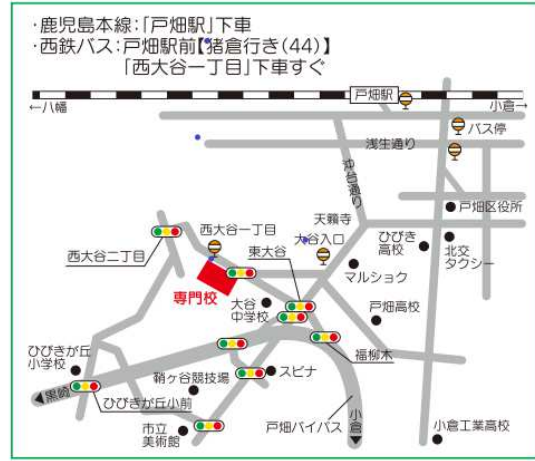 ・鹿児島本線:「戸畑駅」下車
・西鉄バス:戸畑駅前【猪倉行き(44)】
「西大谷一丁目」下車すぐ
戸畑駅
←八幡
小倉→
バス停
浅生通り
沖台通り
戸畑区役所
天籟寺
西大谷一丁目
大谷入口
ひびき
高校
北交
タクシー
西大谷二丁目
東大谷
マルショク
専門校
大谷
中学校
戸畑高校
ひびきが丘
小学校
福柳木
鞘ヶ谷競技場
スピナ
◀黒崎
ひびきが丘小前
市立
美術館
戸畑バイパス
小倉▼
小倉工業高校